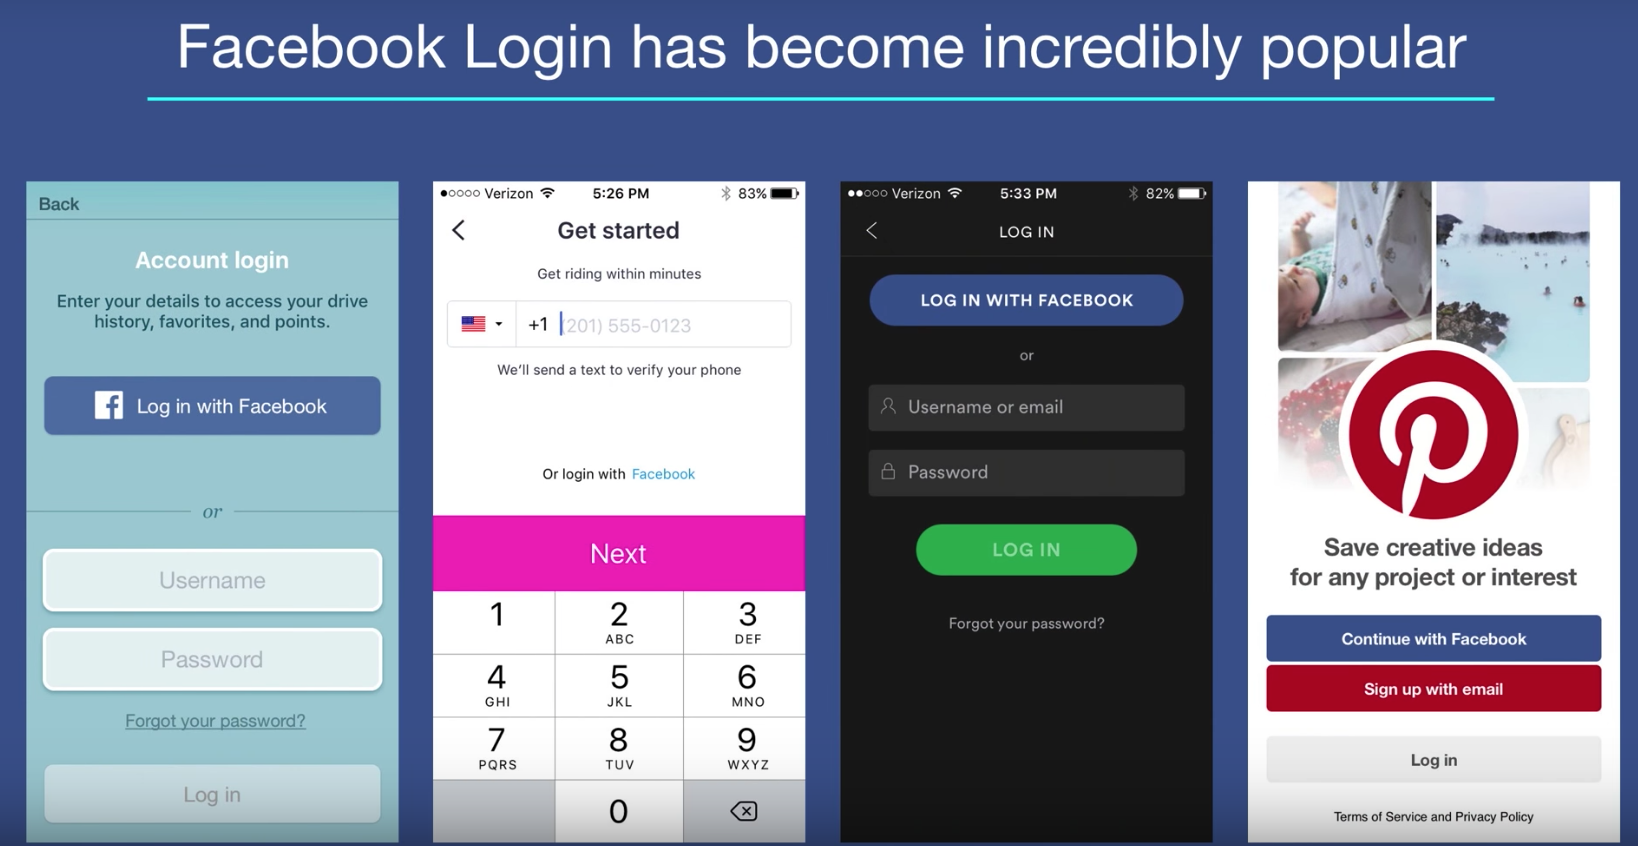 Facebook Login has become incredibly popular
Back
Account login
Enter your details to access your drive
history, favorites, and points.
Log in with Facebook
or
Username
Password
Forgot your password?
Log in
Verizon 5:26 PM 83%
Get started
Get riding within minutes
+1 (201) 555-0123
We'll send a text to verify your phone
Or login with Facebook
Next
1 2 3
ABC DEF
4 5 6
GHI JKL MNO
7 8 9
PQRS TUV WXYZ
0
Verizon 5:33 PM 82%
LOG IN
LOG IN WITH FACEBOOK
or
Username or email
Password
LOG IN
Forgot your password?
Save creative ideas
for any project or interest
Continue with Facebook
Sign up with email
Log in
Terms of Service and Privacy Policy